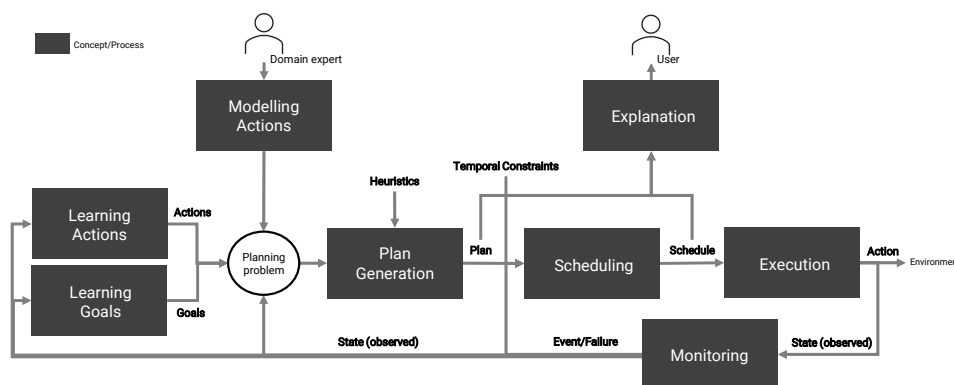 Concept/Process
Domain expert
User
Modelling
Actions
Explanation
Temporal Constraints
Heuristics
Learning
Actions
Actions
Planning
problem
Plan
Generation
Plan
Scheduling
Schedule
Execution
Action
Environment
Learning
Goals
Goals
State (observed)
Event/Failure
Monitoring
State (observed)